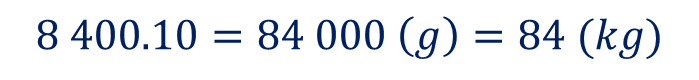 8 400.10 = 84 000 (g) = 84 (kg)